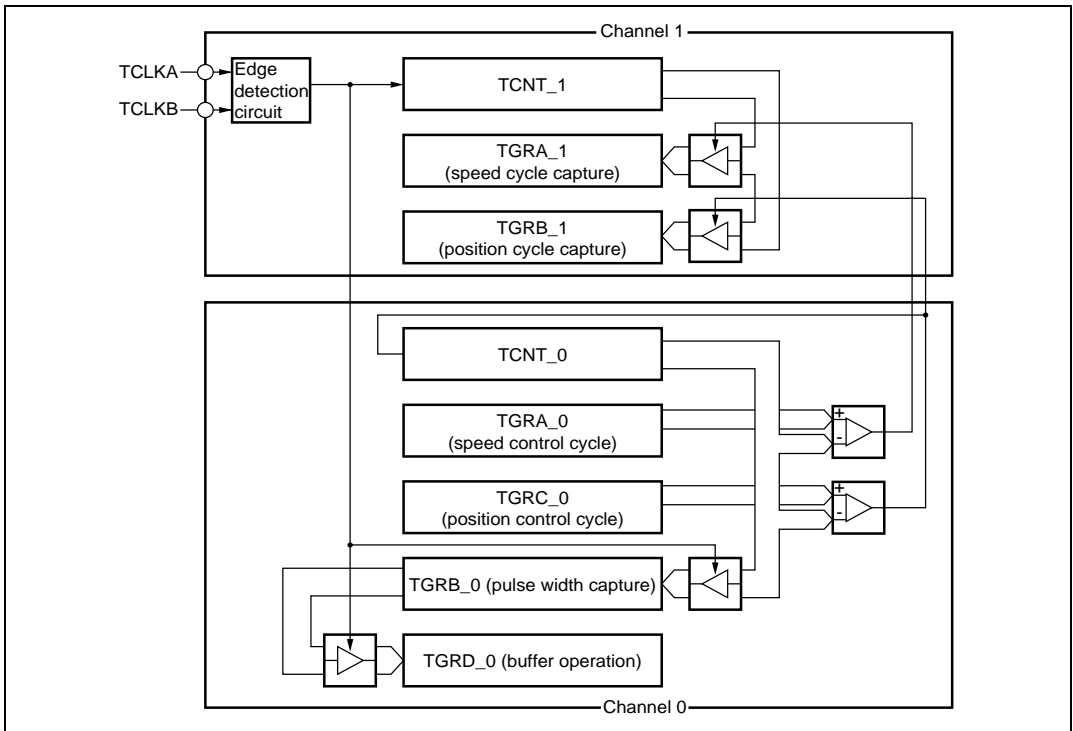 Channel 1
TCLKA
TCLKB
Edge
detection
circuit
TCNT_1
TGRA_1
(speed cycle capture)
TGRB_1
(position cycle capture)
TCNT_0
TGRA_0
(speed control cycle)
+
-
TGRC_0
(position control cycle)
+
-
TGRB_0 (pulse width capture)
TGRD_0 (buffer operation)
Channel 0